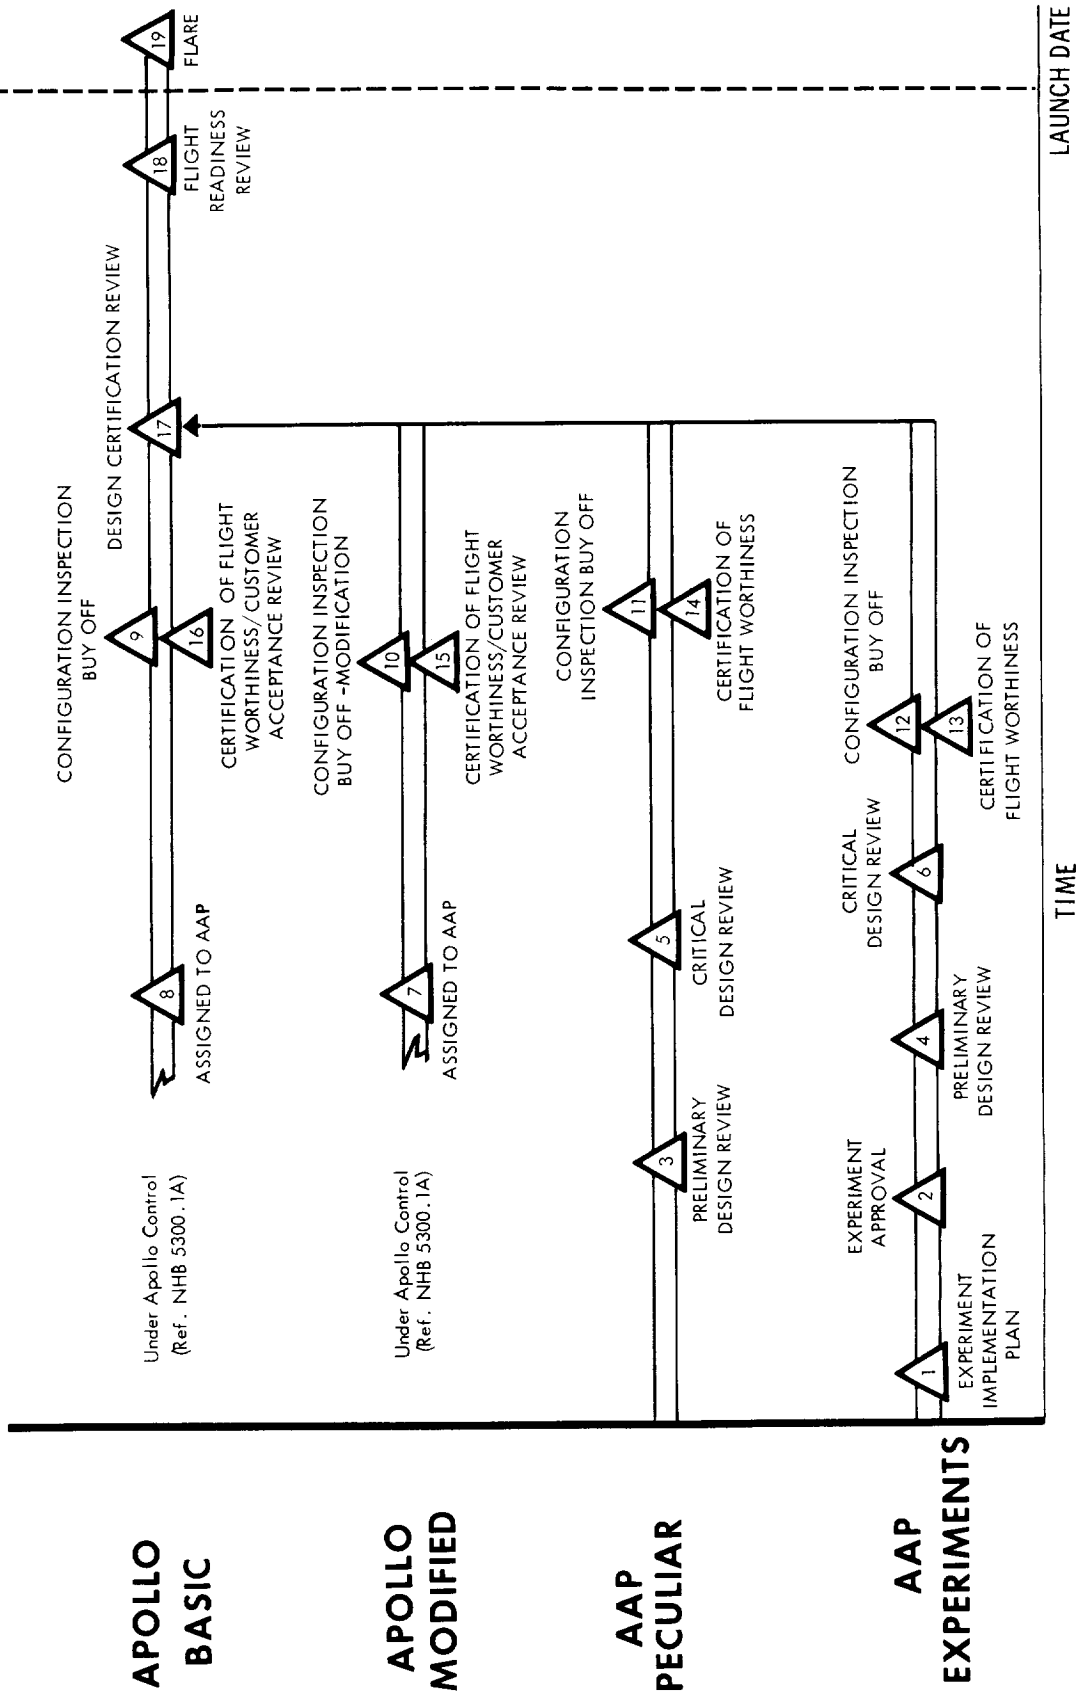 APOLLO
BASIC
Under Apollo Control
(Ref. NHB 5300.1A)
8
ASSIGNED TO AAP
CONFIGURATION INSPECTION
BUY OFF
9
16
CERTIFICATION OF FLIGHT
WORTHINESS/CUSTOMER
ACCEPTANCE REVIEW
DESIGN CERTIFICATION REVIEW
17
18
FLIGHT
READINESS
REVIEW
19
FLARE
APOLLO
MODIFIED
Under Apollo Control
(Ref. NHB 5300.1A)
7
ASSIGNED TO AAP
CONFIGURATION INSPECTION
BUY OFF -MODIFICATION
10
15
CERTIFICATION OF FLIGHT
WORTHINESS/CUSTOMER
ACCEPTANCE REVIEW
AAP
PECULIAR
3
PRELIMINARY
DESIGN REVIEW
5
CRITICAL
DESIGN REVIEW
CONFIGURATION
INSPECTION BUY OFF
11
14
CERTIFICATION OF
FLIGHT WORTHINESS
AAP
EXPERIMENTS
1
EXPERIMENT
IMPLEMENTATION
PLAN
EXPERIMENT
APPROVAL
2
4
PRELIMINARY
DESIGN REVIEW
CRITICAL
DESIGN REVIEW
6
CONFIGURATION INSPECTION
BUY OFF
12
13
CERTIFICATION OF
FLIGHT WORTHINESS
TIME
LAUNCH DATE